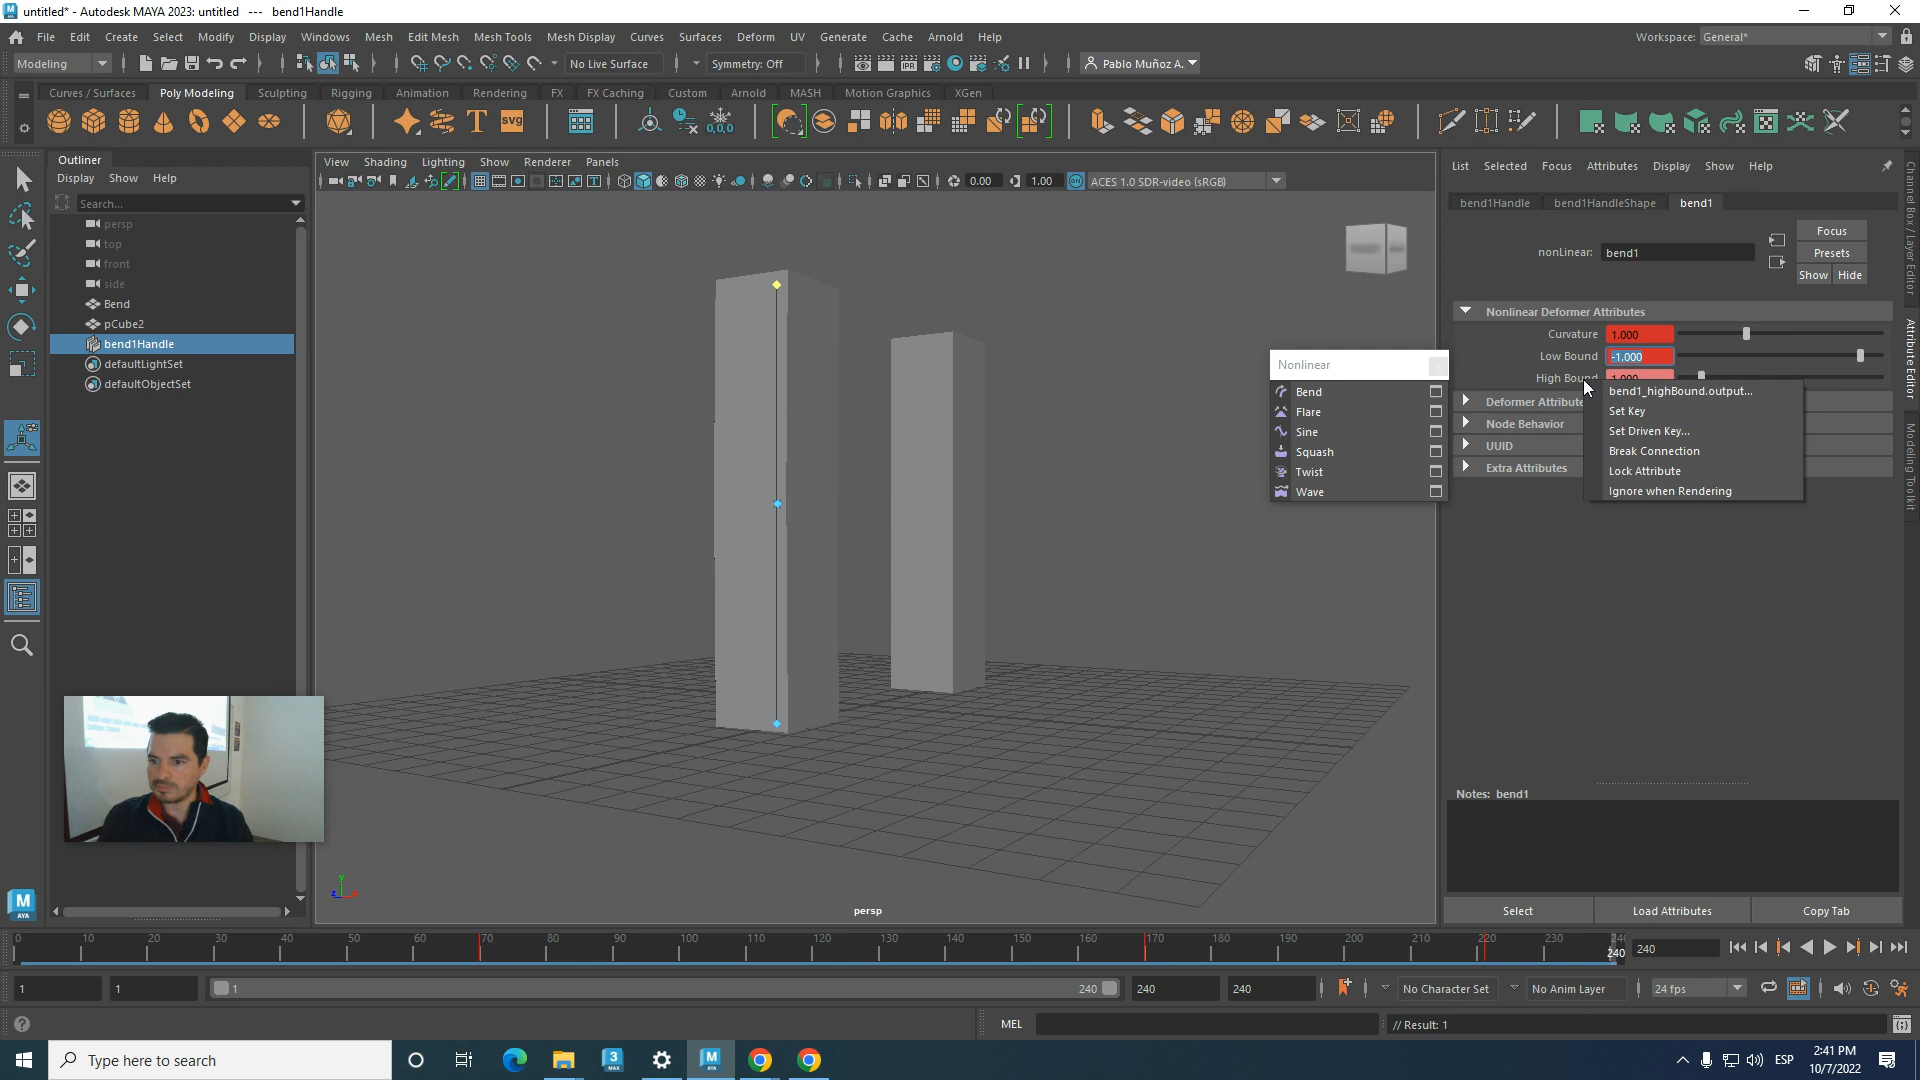 untitled* - Autodesk MAYA 2023: untitled --- bend1Handle
File Edit Create Select Modify Display Windows Mesh Edit Mesh Mesh Tools Mesh Display Curves Surfaces Deform UV Generate Cache Arnold Help
Workspace: General*
Modeling
No Live Surface
Symmetry: Off
Pablo Muñoz A.
Curves / Surfaces Poly Modeling Sculpting Rigging Animation Rendering FX FX Caching Custom Arnold MASH Motion Graphics XGen
Outliner
Display Show Help
Search...
persp
top
front
side
Bend
pCube2
bend1Handle
defaultLightSet
defaultObjectSet
View Shading Lighting Show Renderer Panels
0.00
1.00
ACES 1.0 SDR-video (sRGB)
persp
Nonlinear
Bend
Flare
Sine
Squash
Twist
Wave
List Selected Focus Attributes Display Show Help
bend1Handle bend1HandleShape bend1
nonLinear: bend1
Focus
Presets
Show Hide
Nonlinear Deformer Attributes
Curvature 1.000
Low Bound -1.000
High Bound 1.000
Deformer Attribute
Node Behavior
UUID
Extra Attributes
bend1_highBound.output...
Set Key
Set Driven Key...
Break Connection
Lock Attribute
Ignore when Rendering
Channel Box / Layer Editor
Attribute Editor
Modeling Toolkit
Notes: bend1
Select Load Attributes Copy Tab
0 10 20 30 40 50 60 70 80 90 100 110 120 130 140 150 160 170 180 190 200 210 220 230
240
240
1
1
1
240
240
240
No Character Set
No Anim Layer
24 fps
MEL
// Result: 1
Type here to search
ESP
2:41 PM
10/7/2022